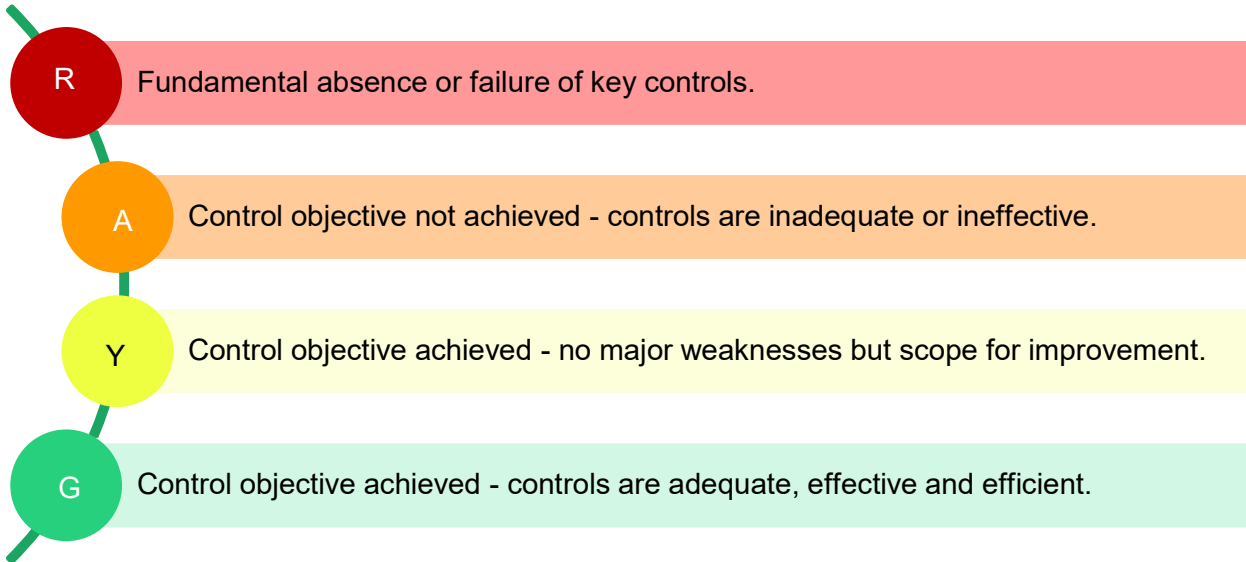 R
Fundamental absence or failure of key controls.
A
Control objective not achieved - controls are inadequate or ineffective.
Y
Control objective achieved - no major weaknesses but scope for improvement.
G
Control objective achieved - controls are adequate, effective and efficient.